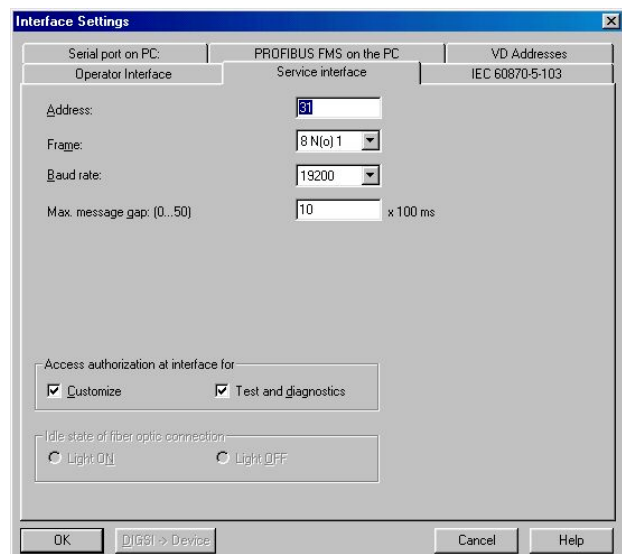 Interface Settings
Serial port on PC: PROFIBUS FMS on the PC VD Addresses
Operator Interface Service interface IEC 60870-5-103
Address: 31
Frame: 8 N(o) 1
Baud rate: 19200
Max. message gap: (0...50) 10 x 100 ms
Access authorization at interface for
Customize Test and diagnostics
Idle state of fiber optic connection
Light ON Light OFF
OK DIGSI -> Device Cancel Help